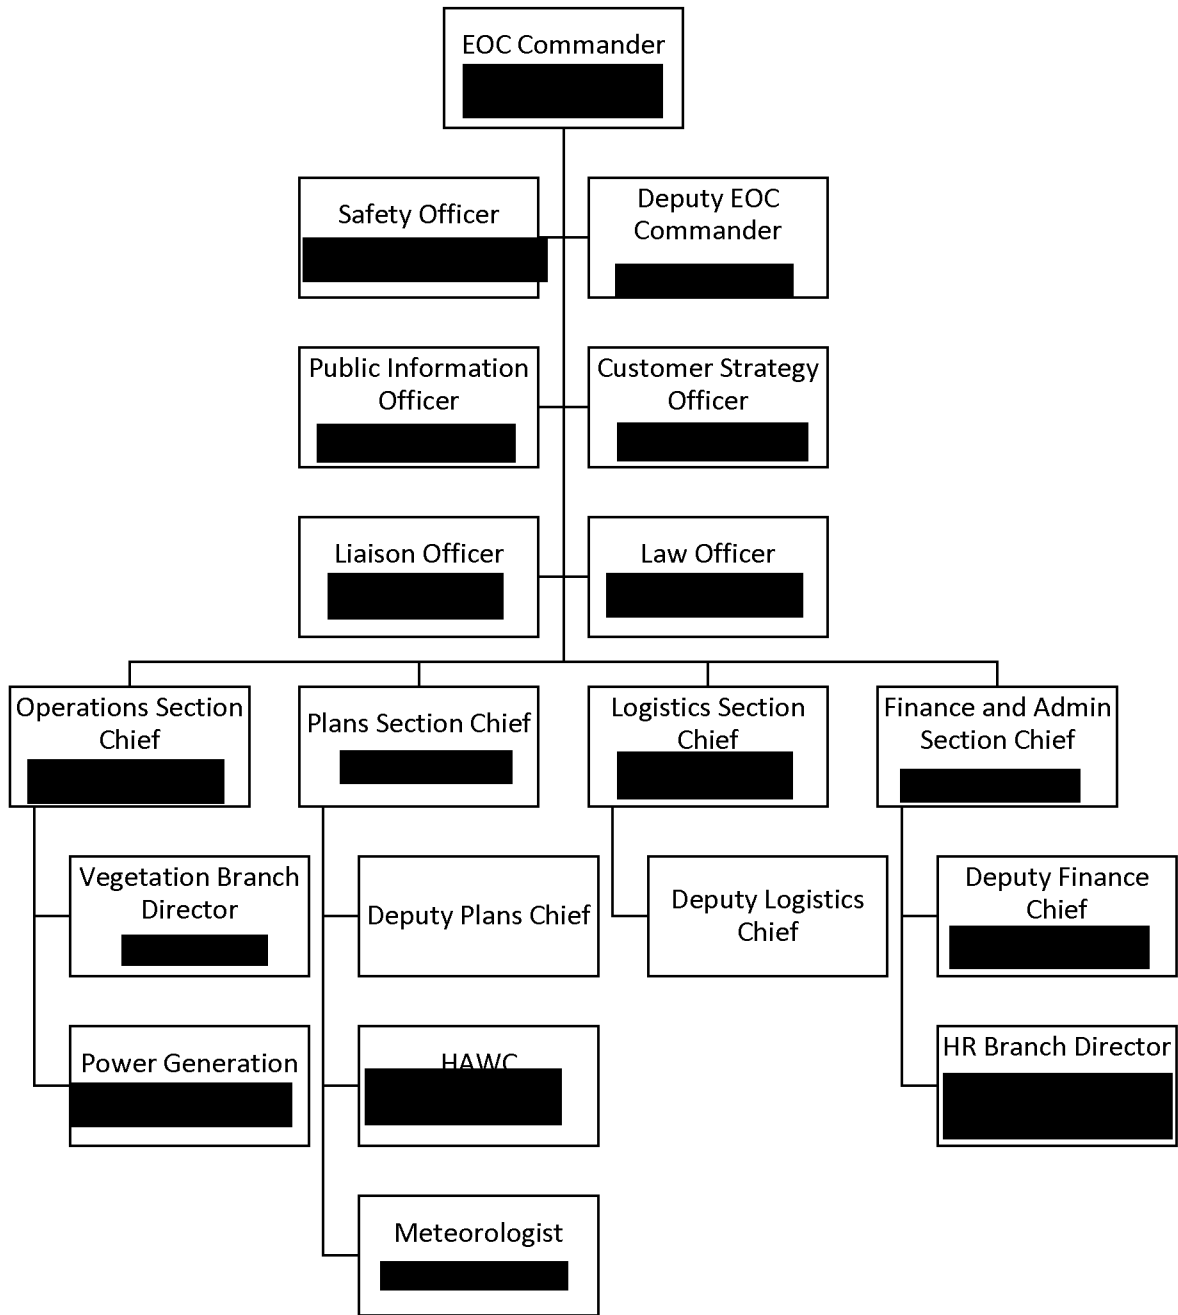 EOC Commander
Safety Officer
Deputy EOC
Commander
Public Information
Officer
Customer Strategy
Officer
Liaison Officer
Law Officer
Operations Section
Chief
Plans Section Chief
Logistics Section
Chief
Finance and Admin
Section Chief
Vegetation Branch
Director
Deputy Plans Chief
Deputy Logistics
Chief
Deputy Finance
Chief
Power Generation
HAWC
HR Branch Director
Meteorologist